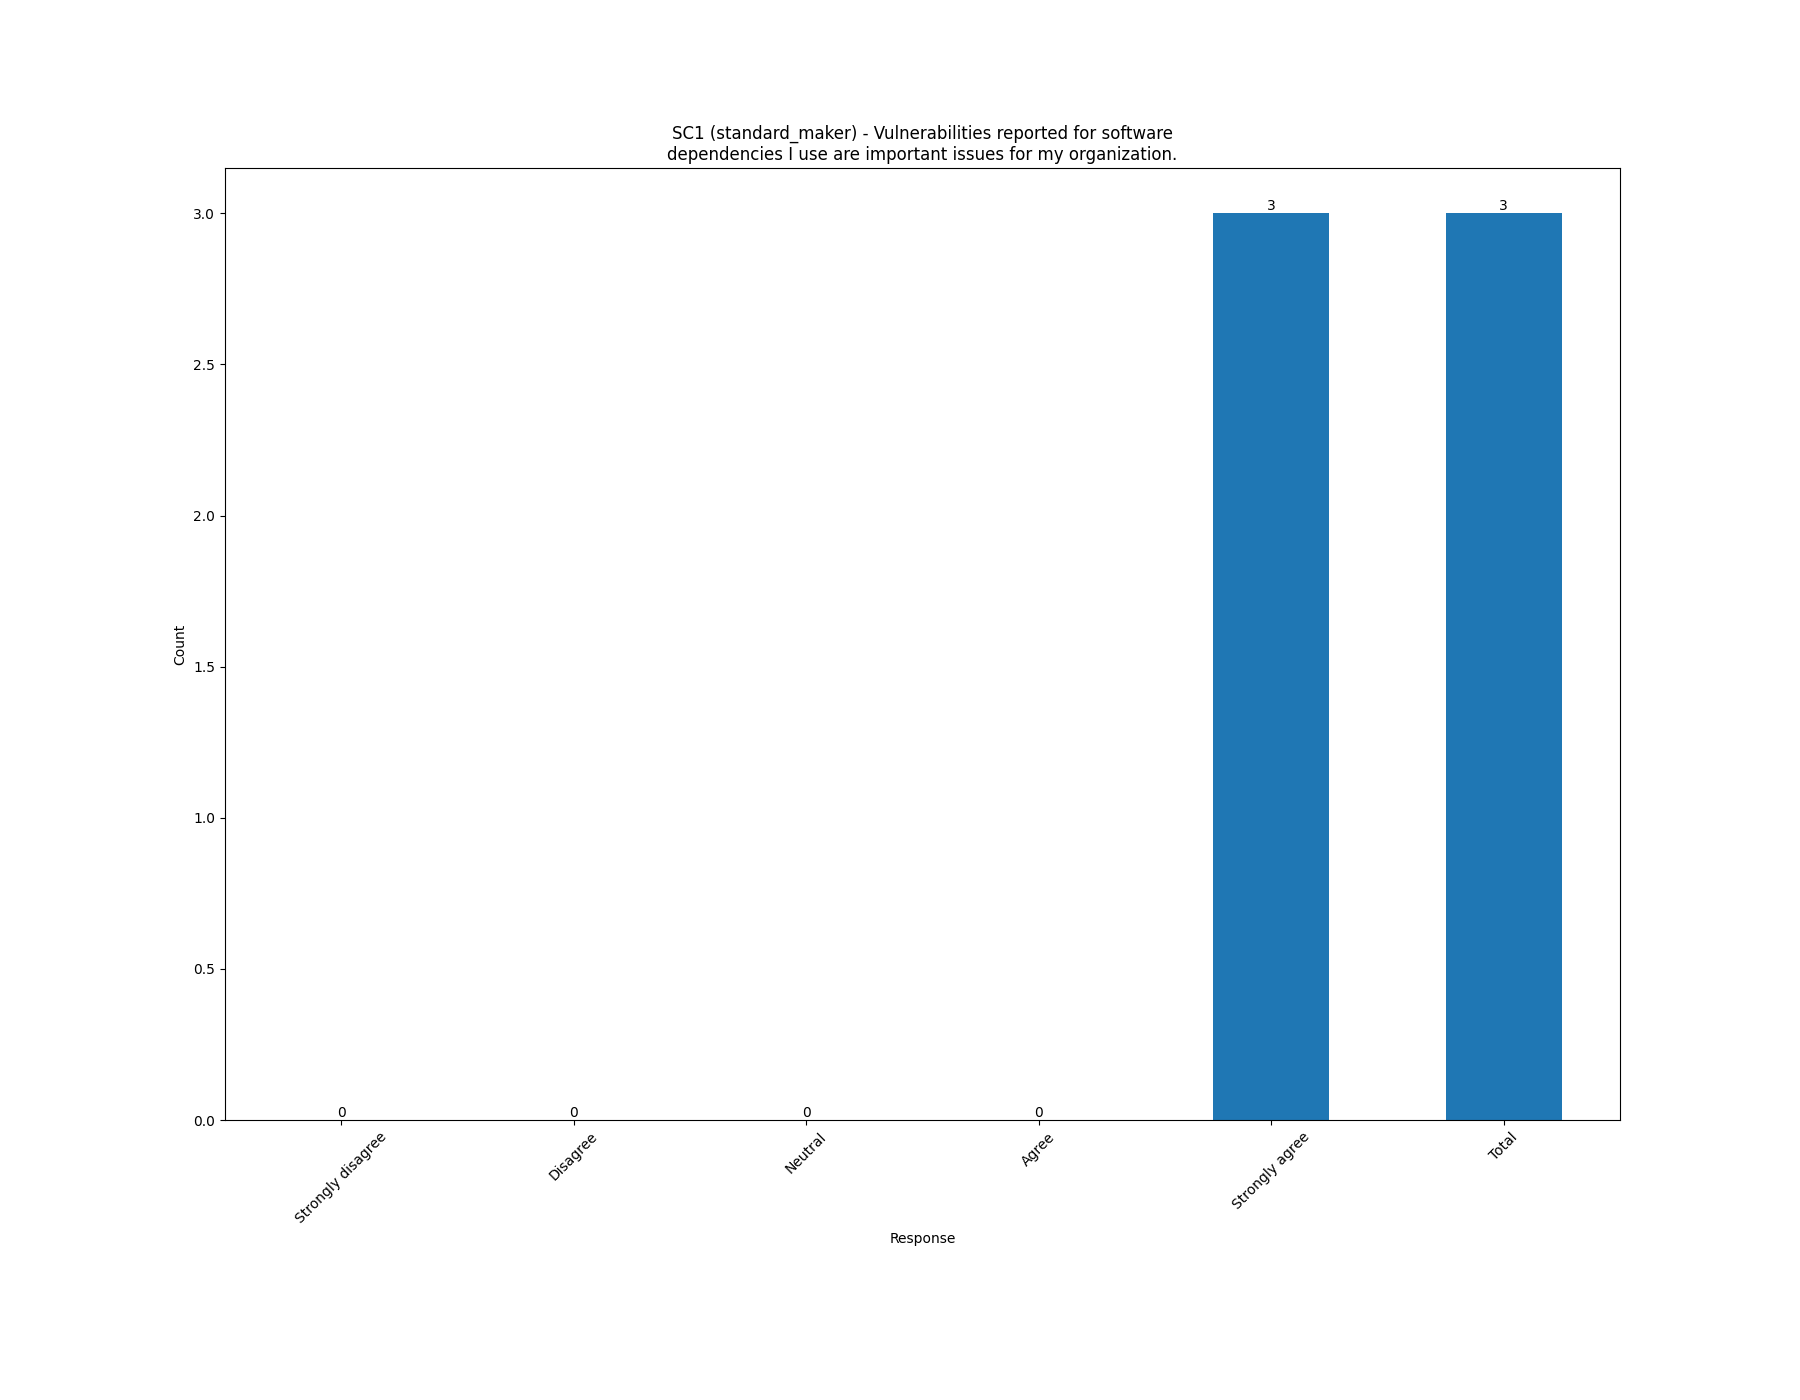 SC1 (standard_maker) - Vulnerabilities reported for software
dependencies I use are important issues for my organization.
3.0
2.5
2.0
1.5
1.0
0.5
0.0
Count
0
0
0
0
3
3
Strongly disagree
Disagree
Neutral
Agree
Strongly agree
Total
Response